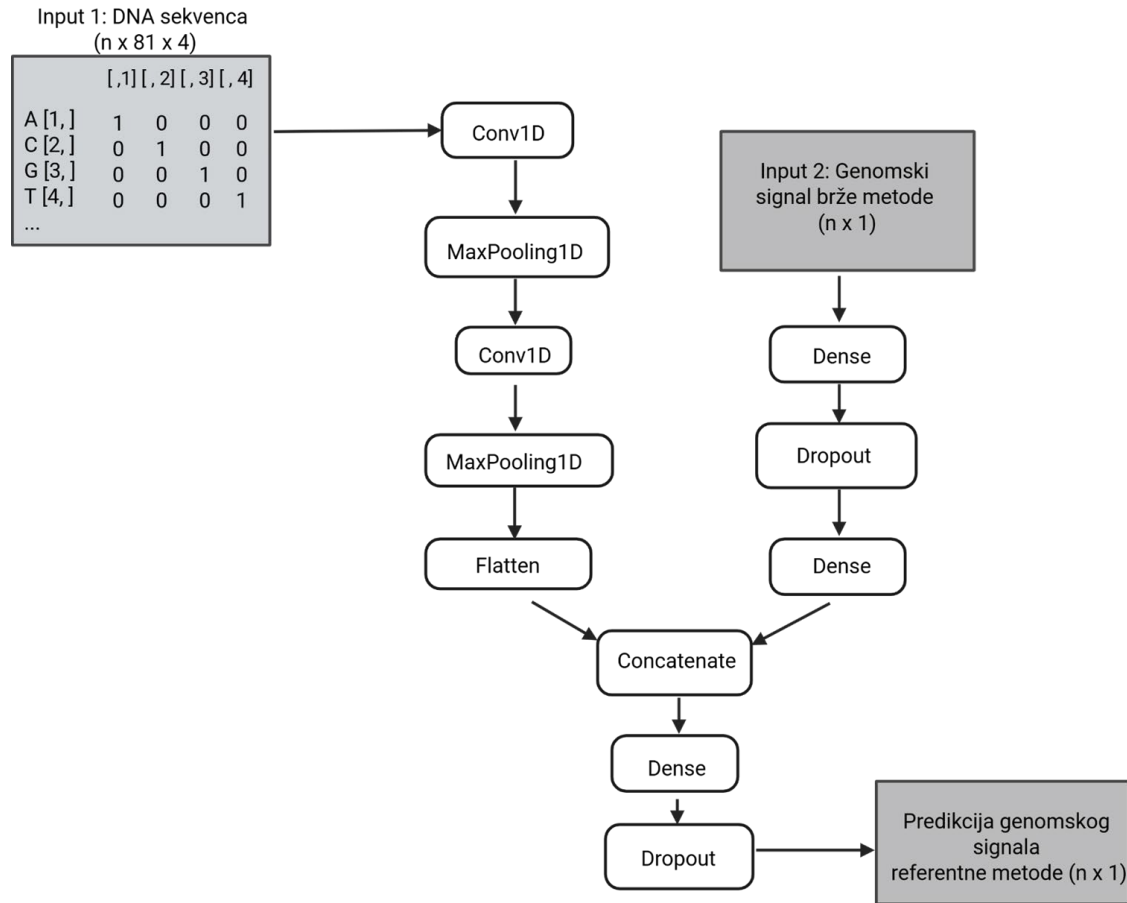 Input 1: DNA sekvenca
(n x 81 x 4)
[ ,1] [ , 2] [ , 3] [ , 4]
A [1, ] 1 0 0 0
C [2, ] 0 1 0 0
G [3, ] 0 0 1 0
T [4, ] 0 0 0 1
...
Conv1D
MaxPooling1D
Conv1D
MaxPooling1D
Flatten
Input 2: Genomski
signal brže metode
(n x 1)
Dense
Dropout
Dense
Concatenate
Dense
Dropout
Predikcija genomskog
signala
referentne metode (n x 1)